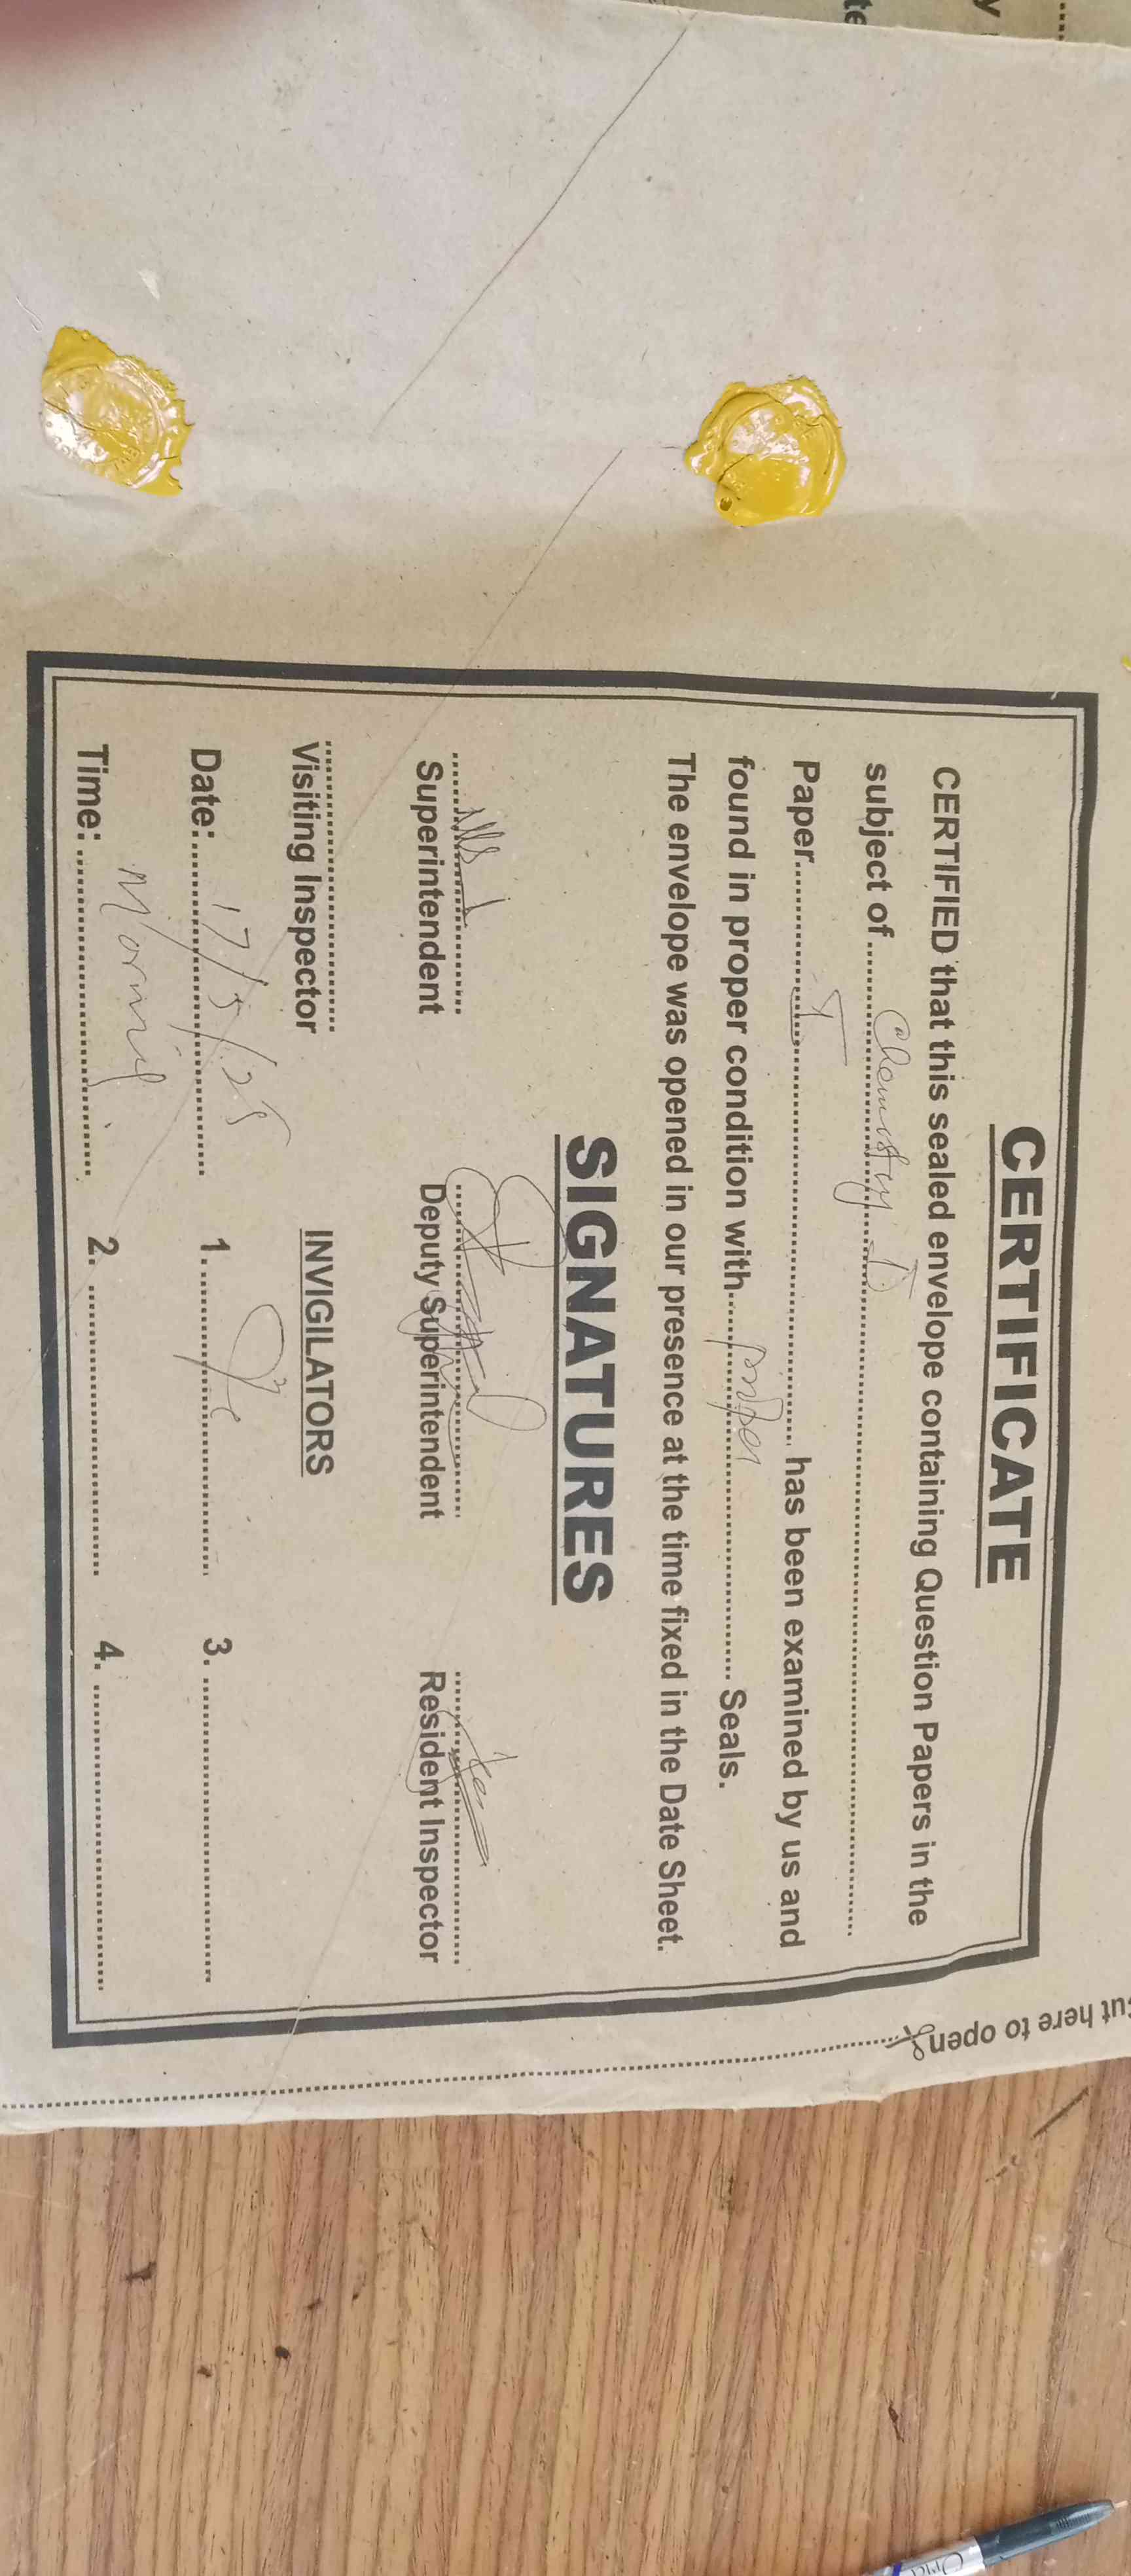 CERTIFICATE
CERTIFIED that this sealed envelope containing Question Papers in the
subject of Chemistry I
Paper I has been examined by us and
found in proper condition with proper Seals.
The envelope was opened in our presence at the time fixed in the Date Sheet.
SIGNATURES
Superintendent Deputy Superintendent Resident Inspector
Visiting Inspector INVIGILATORS
Date: 17/5/25 1. 3.
Time: Morning 2. 4.
Cut here to open